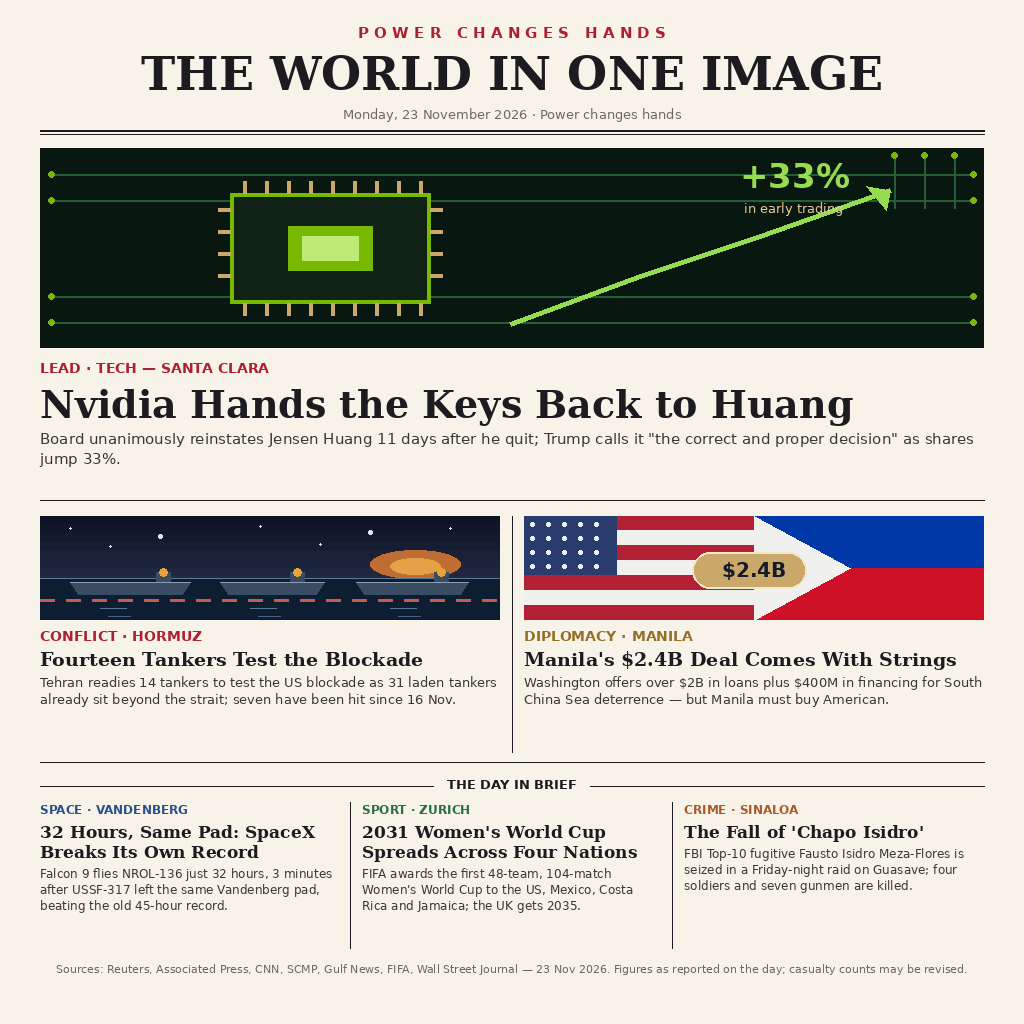 POWER CHANGES HANDS
THE WORLD IN ONE IMAGE
Monday, 23 November 2026 · Power changes hands
+33%
in early trading
LEAD · TECH — SANTA CLARA
Nvidia Hands the Keys Back to Huang
Board unanimously reinstates Jensen Huang 11 days after he quit; Trump calls it "the correct and proper decision" as shares
jump 33%.
CONFLICT · HORMUZ
Fourteen Tankers Test the Blockade
Tehran readies 14 tankers to test the US blockade as 31 laden tankers
already sit beyond the strait; seven have been hit since 16 Nov.
$2.4B
DIPLOMACY · MANILA
Manila's $2.4B Deal Comes With Strings
Washington offers over $2B in loans plus $400M in financing for South
China Sea deterrence — but Manila must buy American.
THE DAY IN BRIEF
SPACE · VANDENBERG
32 Hours, Same Pad: SpaceX
Breaks Its Own Record
Falcon 9 flies NROL-136 just 32 hours, 3 minutes
after USSF-317 left the same Vandenberg pad,
beating the old 45-hour record.
SPORT · ZURICH
2031 Women's World Cup
Spreads Across Four Nations
FIFA awards the first 48-team, 104-match
Women's World Cup to the US, Mexico, Costa
Rica and Jamaica; the UK gets 2035.
CRIME · SINALOA
The Fall of 'Chapo Isidro'
FBI Top-10 fugitive Fausto Isidro Meza-Flores is
seized in a Friday-night raid on Guasave; four
soldiers and seven gunmen are killed.
Sources: Reuters, Associated Press, CNN, SCMP, Gulf News, FIFA, Wall Street Journal — 23 Nov 2026. Figures as reported on the day; casualty counts may be revised.